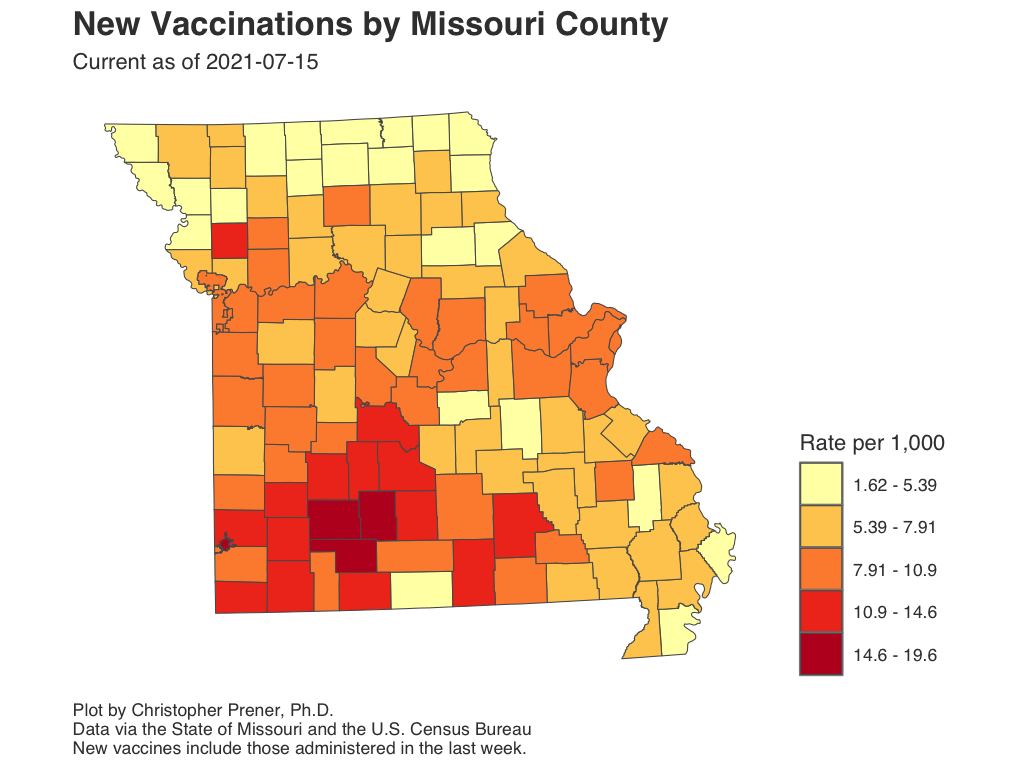 New Vaccinations by Missouri County
Current as of 2021-07-15
Rate per 1,000
1.62 - 5.39
5.39 - 7.91
7.91 - 10.9
10.9 - 14.6
14.6 - 19.6
Plot by Christopher Prener, Ph.D.
Data via the State of Missouri and the U.S. Census Bureau
New vaccines include those administered in the last week.